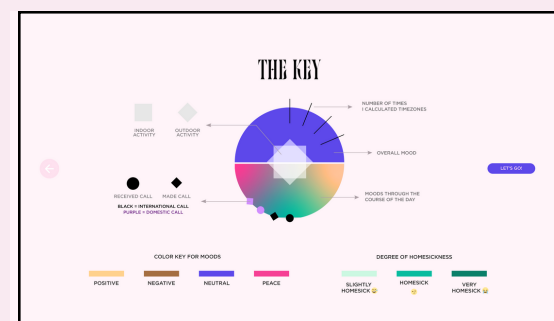 THE KEY
NUMBER OF TIMES
I CALCULATED TIMEZONES
INDOOR
ACTIVITY
OUTDOOR
ACTIVITY
OVERALL MOOD
LET'S GO!
RECEIVED CALL
MADE CALL
BLACK = INTERNATIONAL CALL
PURPLE = DOMESTIC CALL
MOODS THROUGH THE
COURSE OF THE DAY
COLOR KEY FOR MOODS
POSITIVE
NEGATIVE
NEUTRAL
PEACE
DEGREE OF HOMESICKNESS
SLIGHTLY
HOMESICK
HOMESICK
VERY
HOMESICK